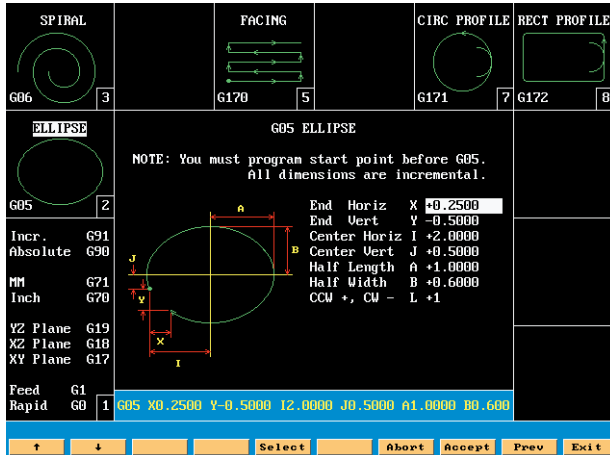 SPIRAL
G06 3
FACING
G170 5
CIRC PROFILE
G171 7
RECT PROFILE
G172 8
ELLIPSE
G05 2
G05 ELLIPSE
NOTE: You must program start point before G05.
All dimensions are incremental.
A
B
J
Y
X
I
End Horiz X +0.2500
End Vert Y -0.5000
Center Horiz I +2.0000
Center Vert J +0.5000
Half Length A +1.0000
Half Width B +0.6000
CCW +, CW - L +1
Incr. G91
Absolute G90
MM G71
Inch G70
YZ Plane G19
XZ Plane G18
XY Plane G17
Feed G1
Rapid G0 1
G05 X0.2500 Y-0.5000 I2.0000 J0.5000 A1.0000 B0.600
↑ ↓ Select Abort Accept Prev Exit